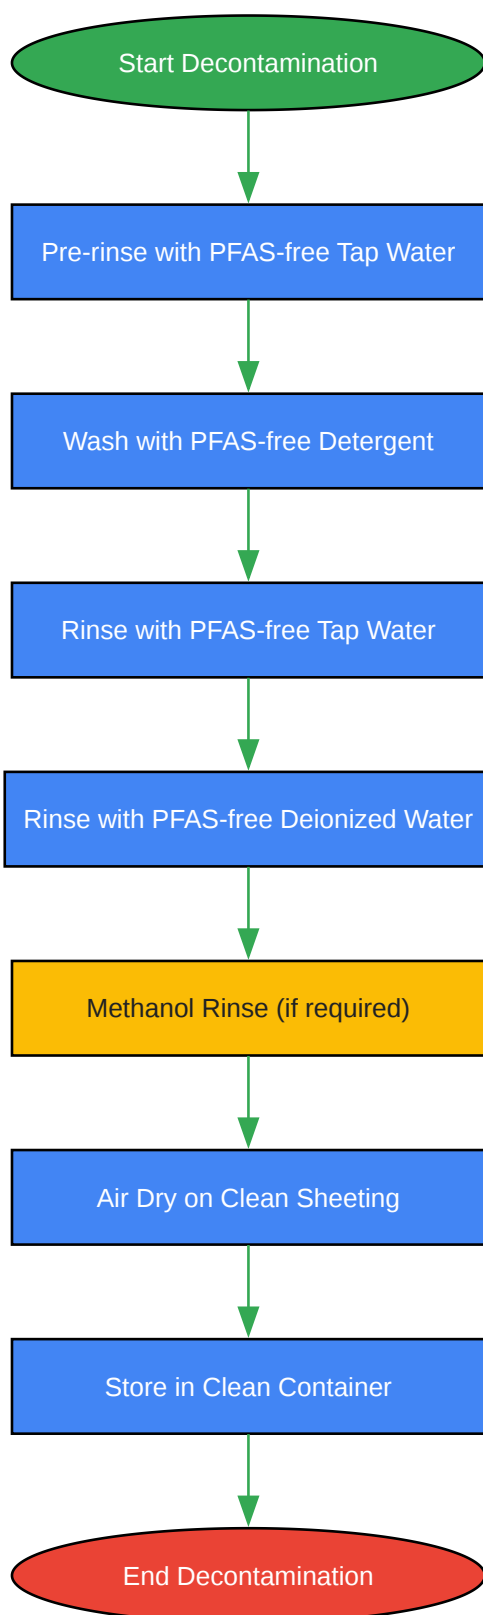 Start Decontamination
Pre-rinse with PFAS-free Tap Water
Wash with PFAS-free Detergent
Rinse with PFAS-free Tap Water
Rinse with PFAS-free Deionized Water
Methanol Rinse (if required)
Air Dry on Clean Sheeting
Store in Clean Container
End Decontamination